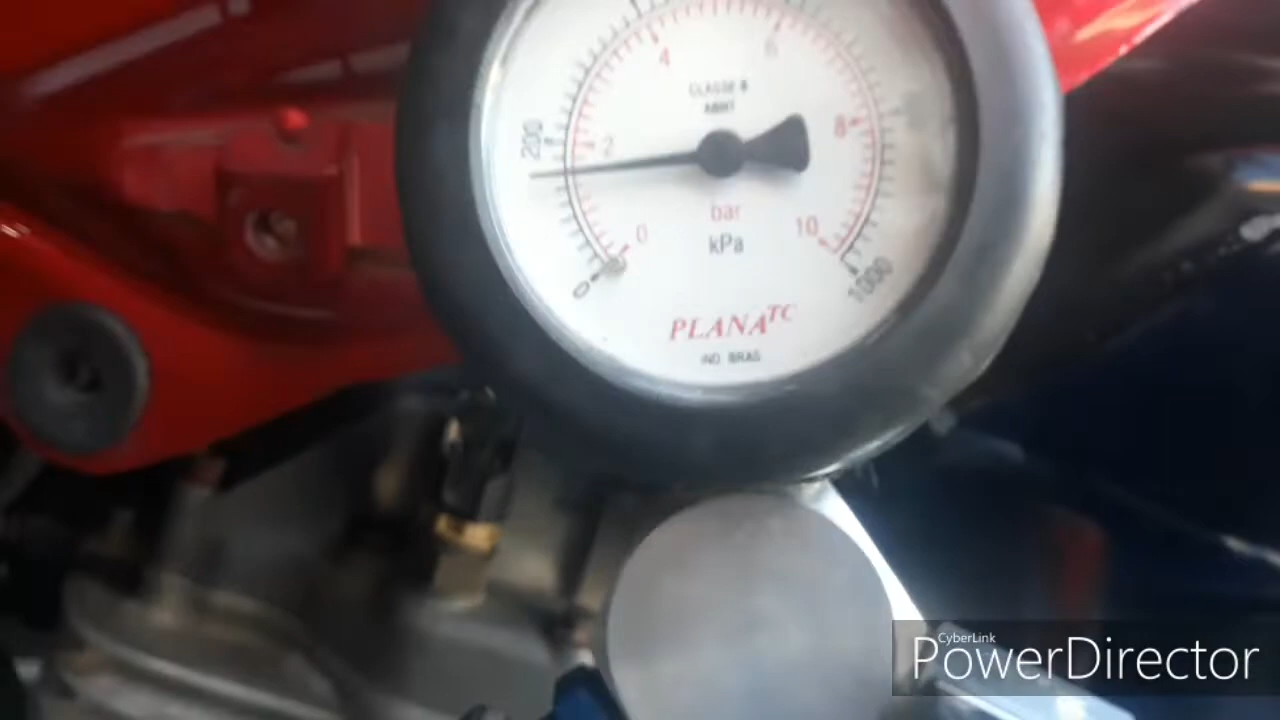 4
6
CLASSE B
ABNT
200
2
8
bar
0
10
kPa
0
1000
PLANATC
IND BRAS
CyberLink
PowerDirector